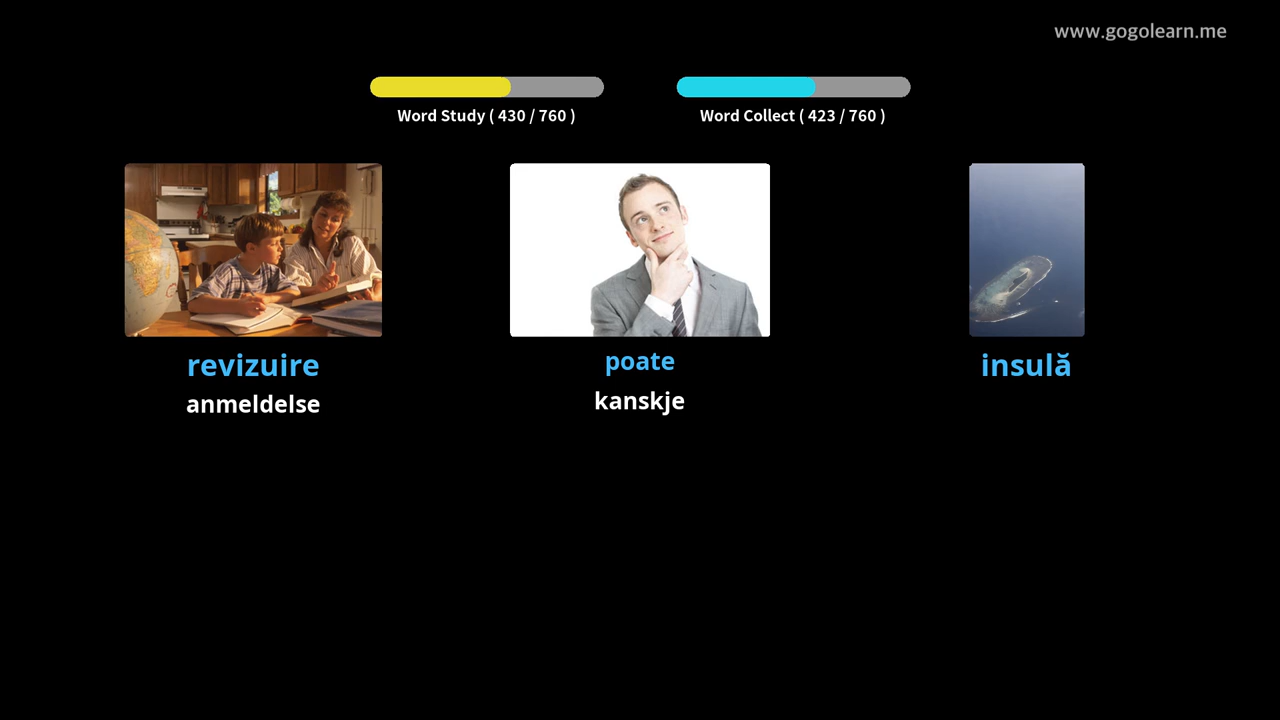 www.gogolearn.me
Word Study ( 430 / 760 )
Word Collect ( 423 / 760 )
revizuire
anmeldelse
poate
kanskje
insulă